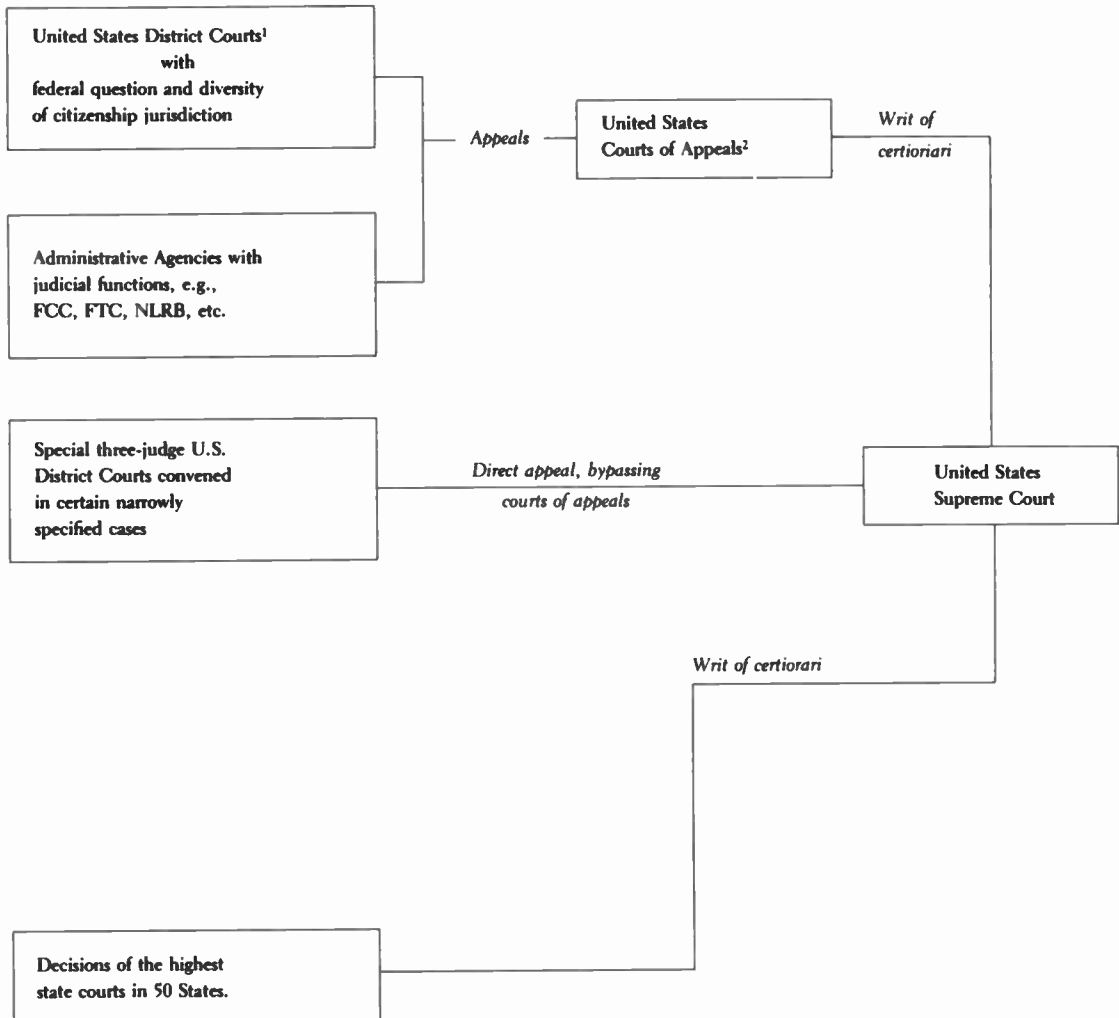 United States District Courts¹
with
federal question and diversity
of citizenship jurisdiction
Appeals
United States
Courts of Appeals²
Writ of
certioriari
Administrative Agencies with
judicial functions, e.g.,
FCC, FTC, NLRB, etc.
Special three-judge U.S.
District Courts convened
in certain narrowly
specified cases
Direct appeal, bypassing
courts of appeals
United States
Supreme Court
Writ of certiorari
Decisions of the highest
state courts in 50 States.